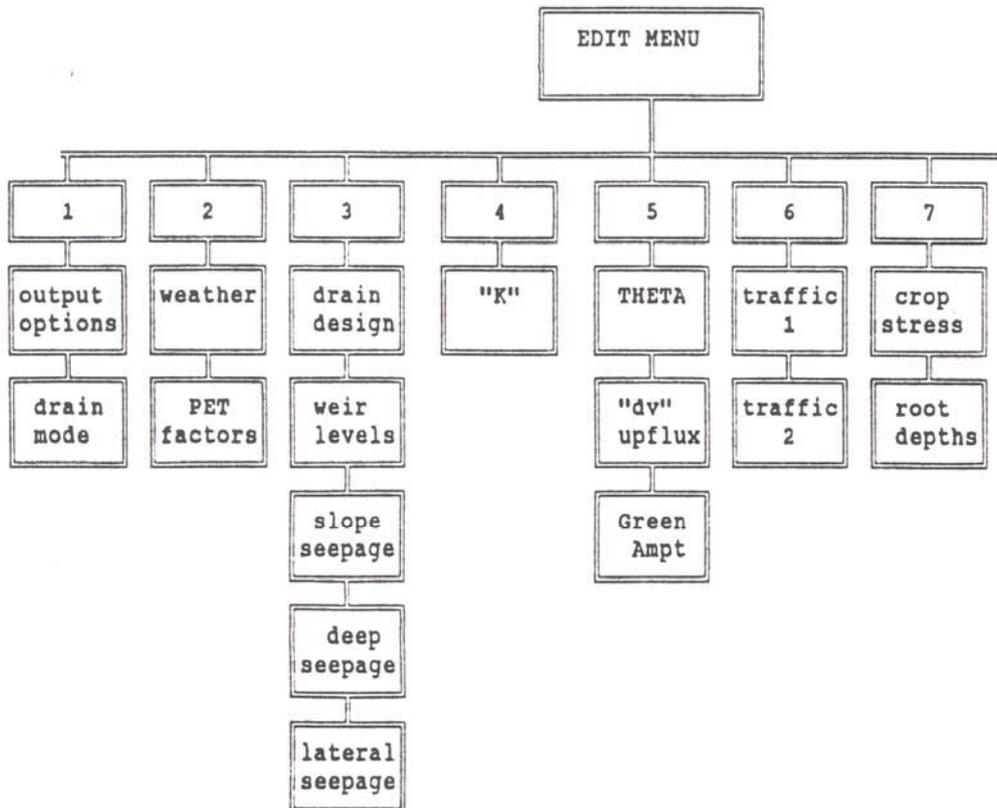 EDIT MENU
1
2
3
4
5
6
7
output
options
weather
drain
design
"K"
THETA
traffic
1
crop
stress
drain
mode
PET
factors
weir
levels
"dv"
upflux
traffic
2
root
depths
slope
seepage
Green
Ampt
deep
seepage
lateral
seepage